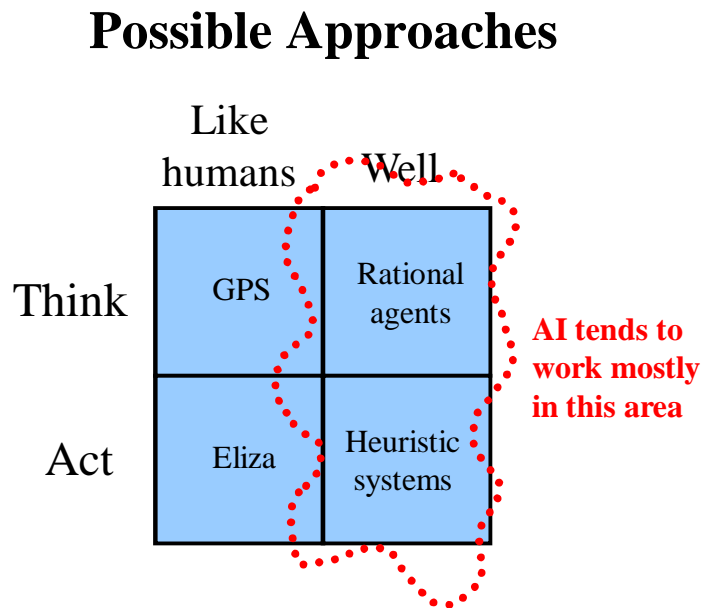 Possible Approaches
Like
humans
Well
Think
GPS
Rational
agents
AI tends to
work mostly
in this area
Act
Eliza
Heuristic
systems